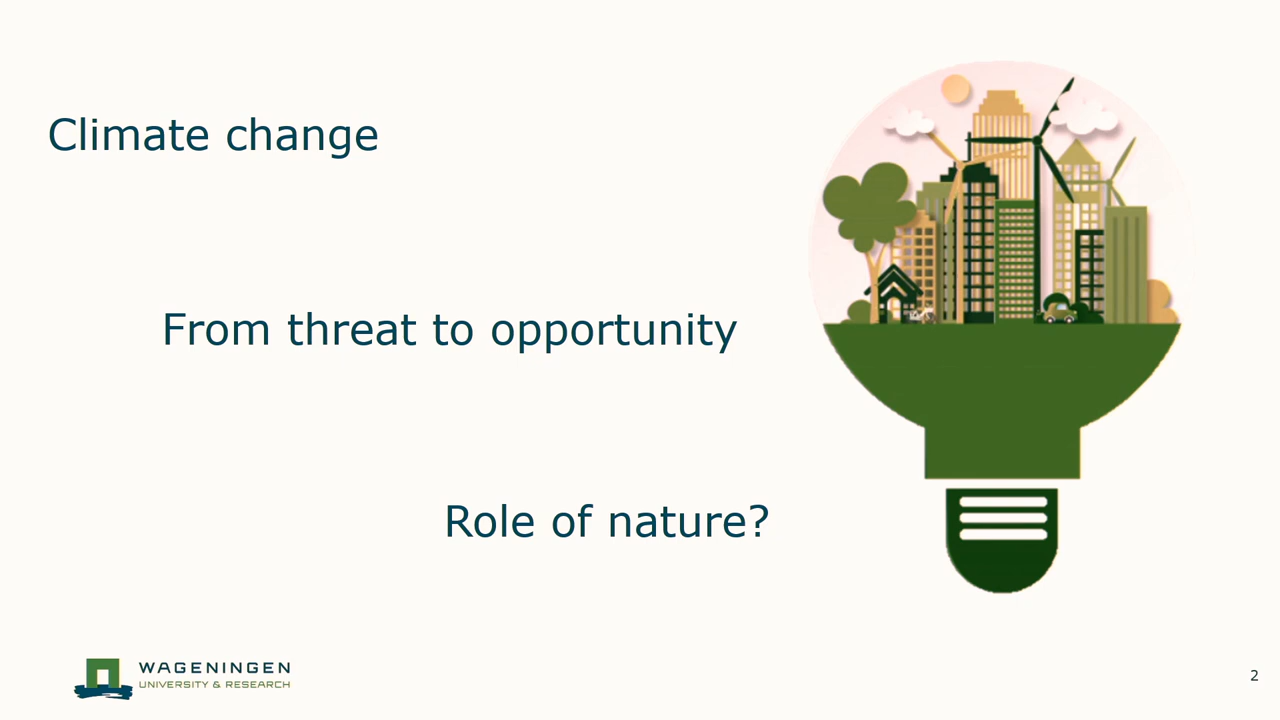 Climate change
From threat to opportunity
Role of nature?
WAGENINGEN
UNIVERSITY & RESEARCH
2